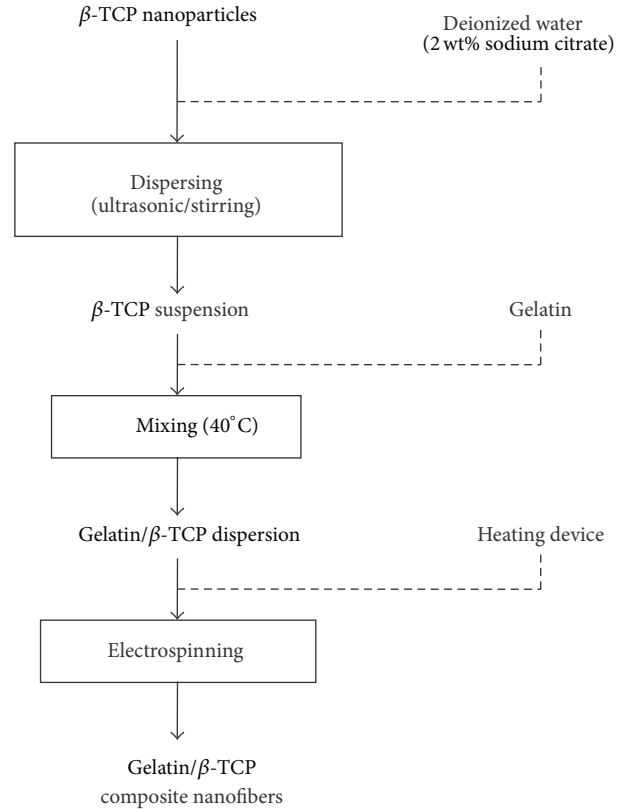 β-TCP nanoparticles
Deionized water
(2 wt% sodium citrate)
Dispersing
(ultrasonic/stirring)
β-TCP suspension
Gelatin
Mixing (40°C)
Gelatin/β-TCP dispersion
Heating device
Electrospinning
Gelatin/β-TCP
composite nanofibers